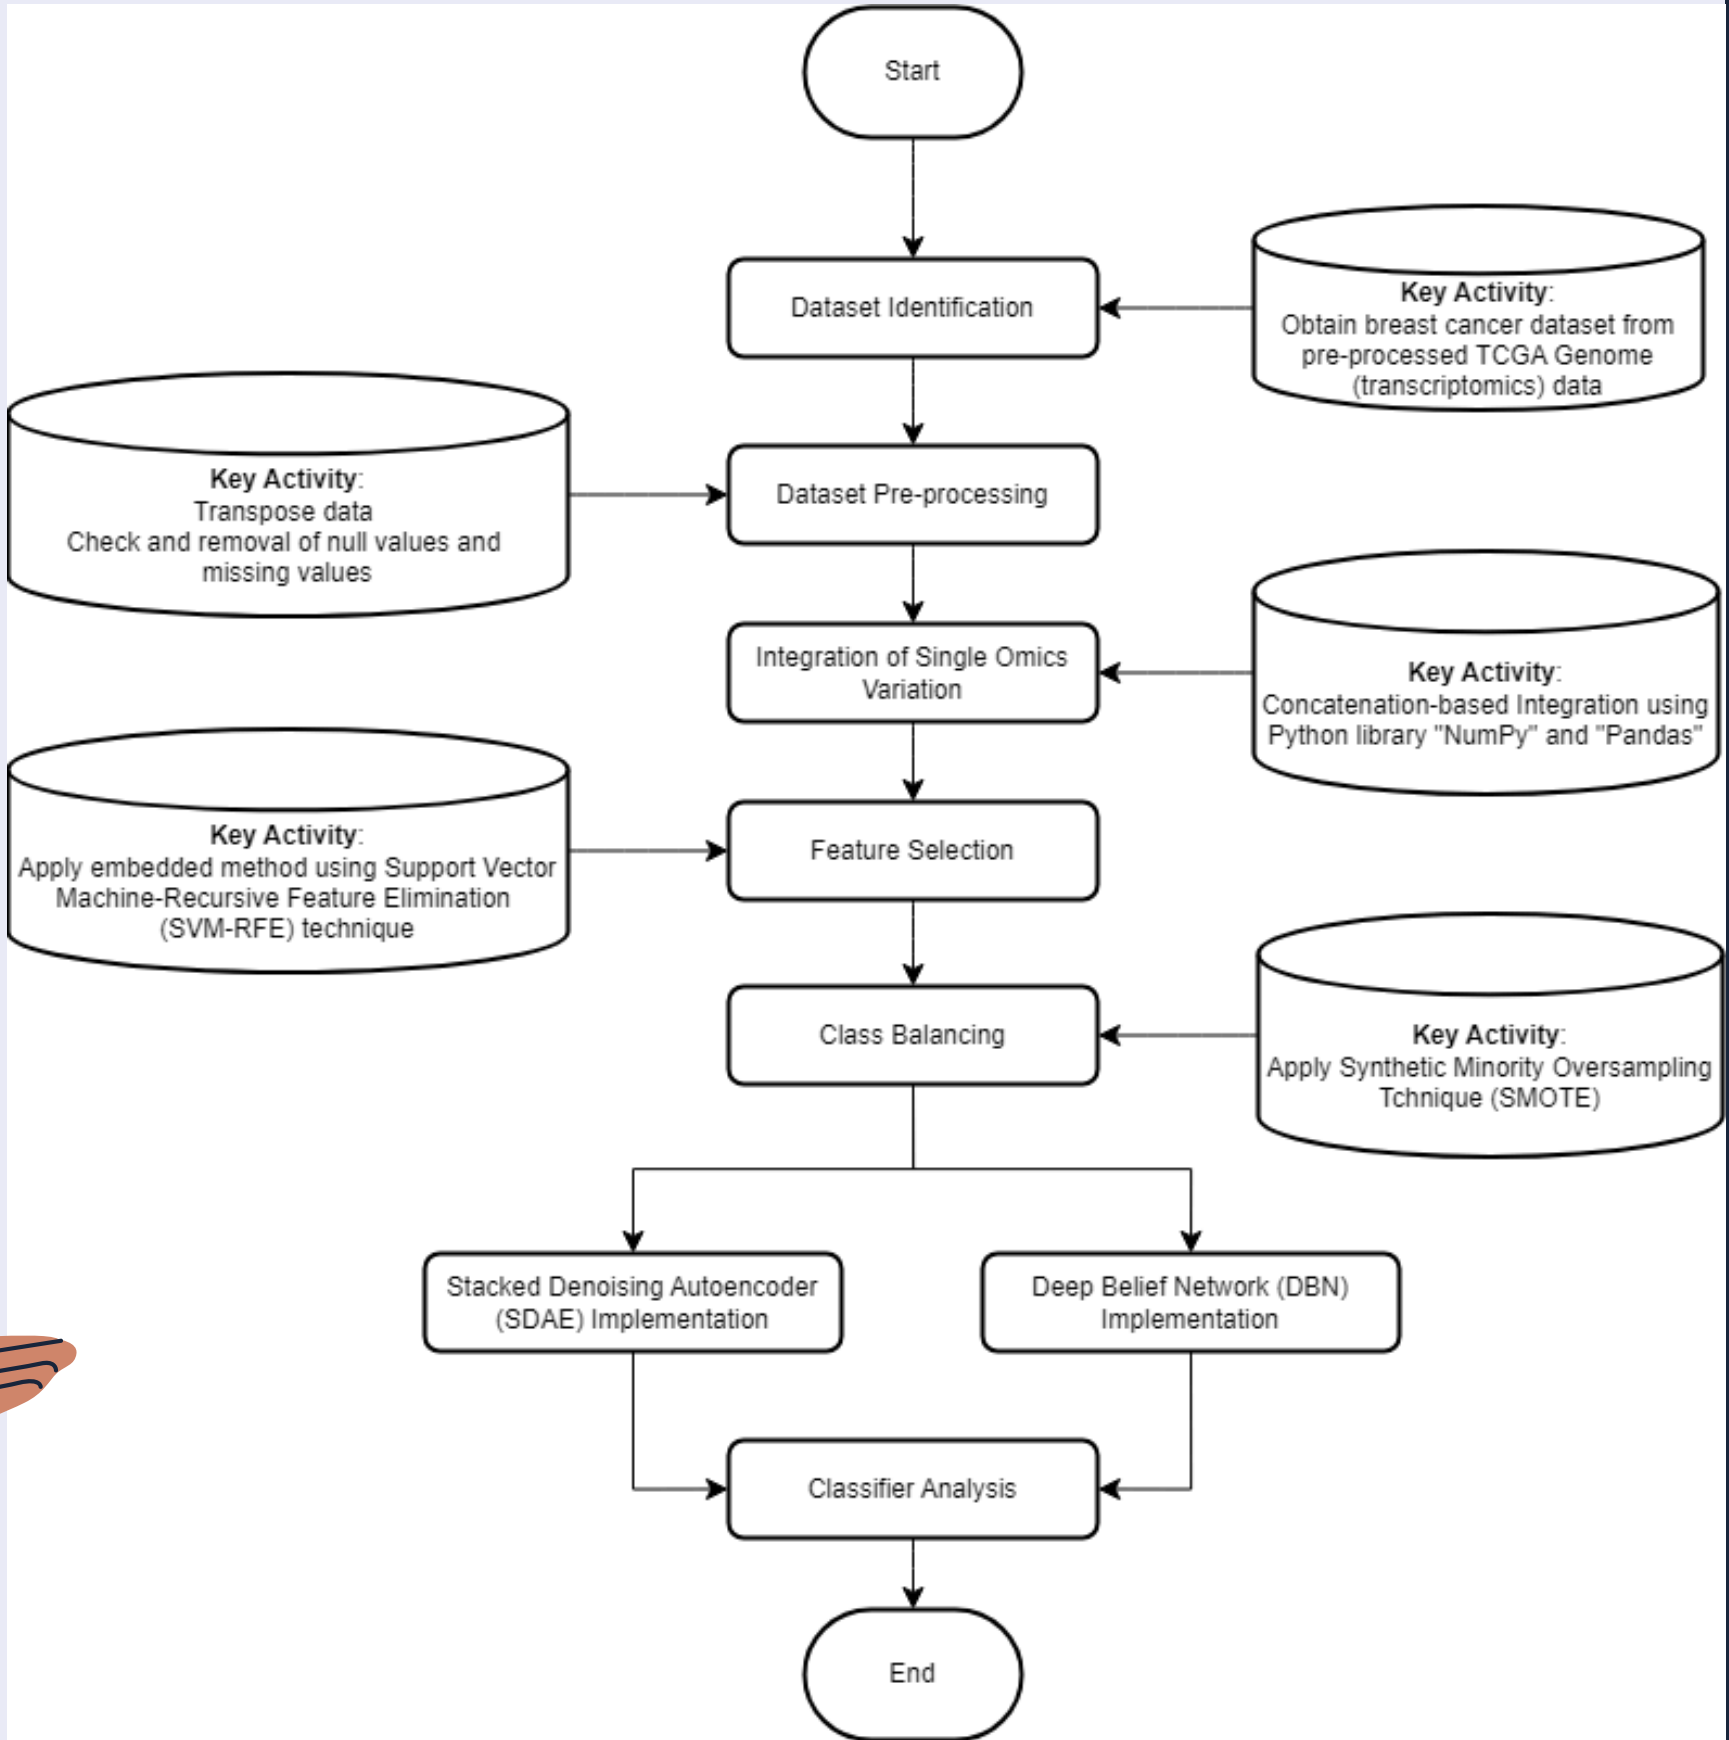 Start
Dataset Identification
Key Activity:
Obtain breast cancer dataset from
pre-processed TCGA Genome
(transcriptomics) data
Key Activity:
Transpose data
Check and removal of null values and
missing values
Dataset Pre-processing
Integration of Single Omics
Variation
Key Activity:
Concatenation-based Integration using
Python library "NumPy" and "Pandas"
Key Activity:
Apply embedded method using Support Vector
Machine-Recursive Feature Elimination
(SVM-RFE) technique
Feature Selection
Class Balancing
Key Activity:
Apply Synthetic Minority Oversampling
Tchnique (SMOTE)
Stacked Denoising Autoencoder
(SDAE) Implementation
Deep Belief Network (DBN)
Implementation
Classifier Analysis
End